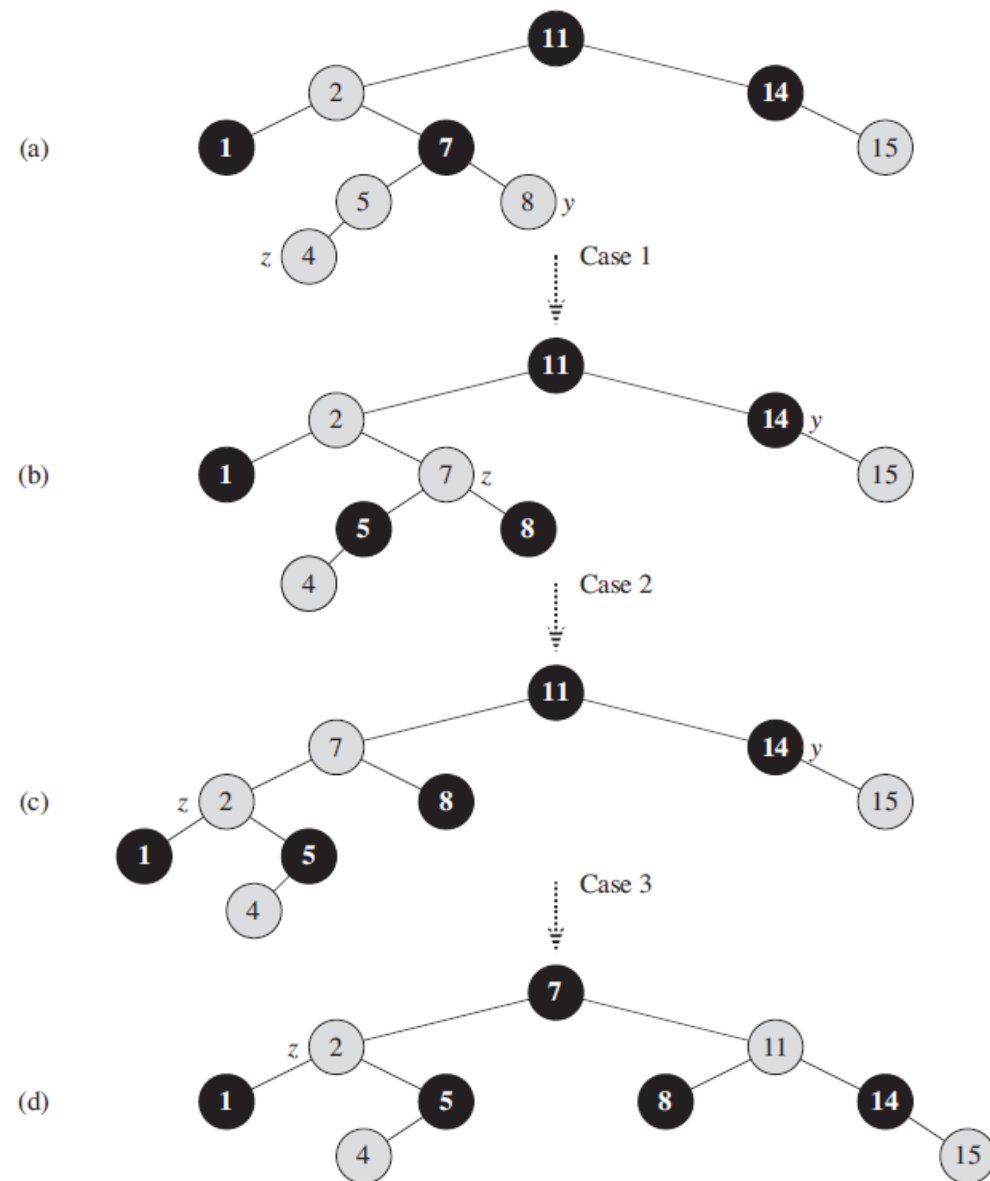 11
2 14
(a) 1 7 15
5 8 y
z 4 Case 1
11
2 14 y
(b) 1 7 z 15
5 8
4 Case 2
11
7 14 y
(c) z 2 8 15
1 5
4 Case 3
7
z 2 11
(d) 1 5 8 14
4 15